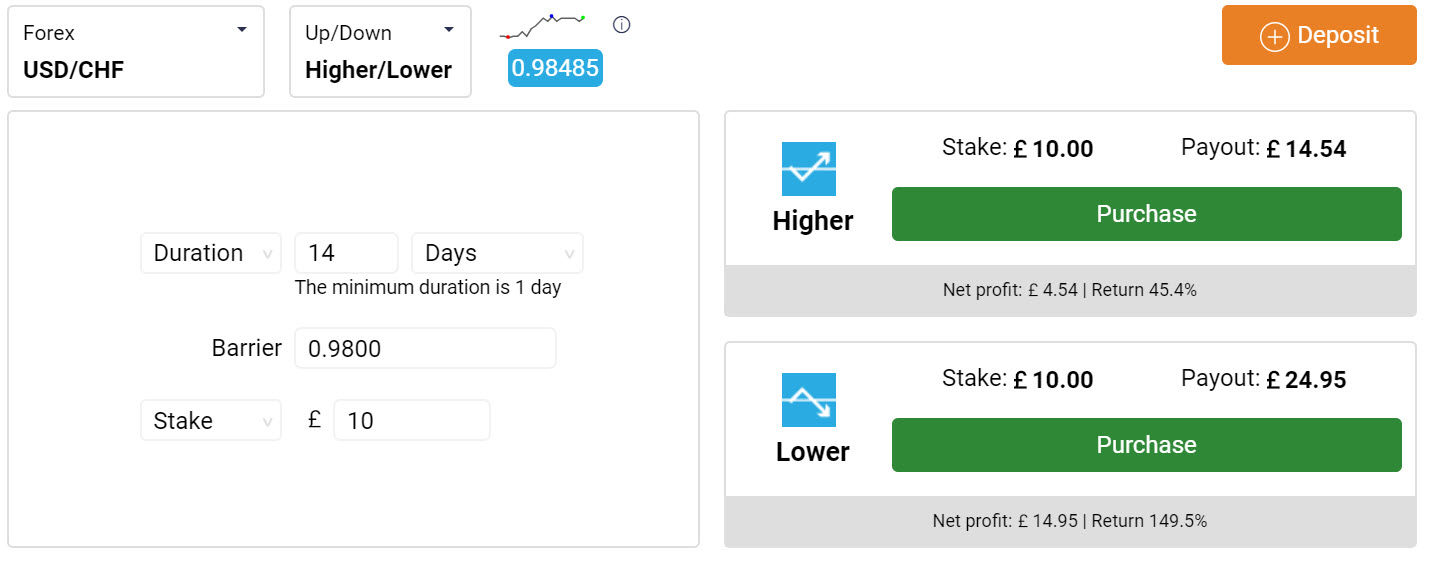 Forex
USD/CHF
Up/Down
Higher/Lower
0.98485
Deposit
Duration 14 Days
The minimum duration is 1 day
Barrier 0.9800
Stake £ 10
Stake: £ 10.00 Payout: £ 14.54
Purchase
Higher
Net profit: £ 4.54 | Return 45.4%
Stake: £ 10.00 Payout: £ 24.95
Purchase
Lower
Net profit: £ 14.95 | Return 149.5%